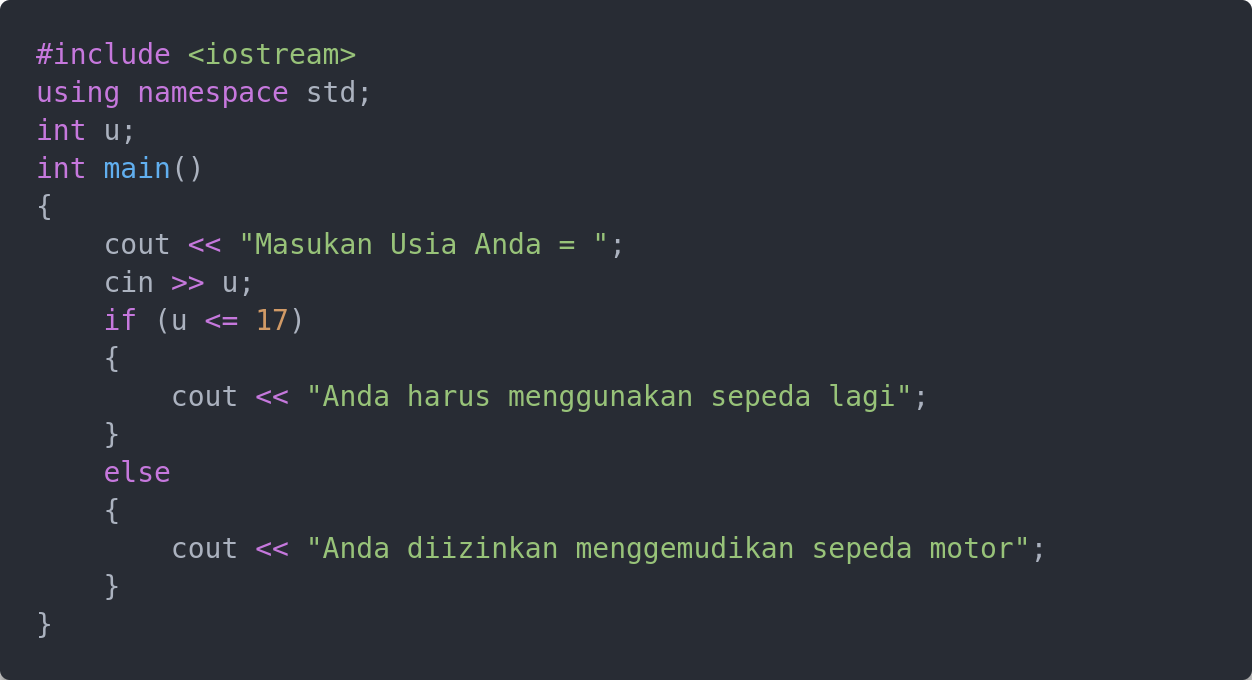 #include <iostream>
using namespace std;
int u;
int main()
{
    cout << "Masukan Usia Anda = ";
    cin >> u;
    if (u <= 17)
    {
        cout << "Anda harus menggunakan sepeda lagi";
    }
    else
    {
        cout << "Anda diizinkan menggemudikan sepeda motor";
    }
}